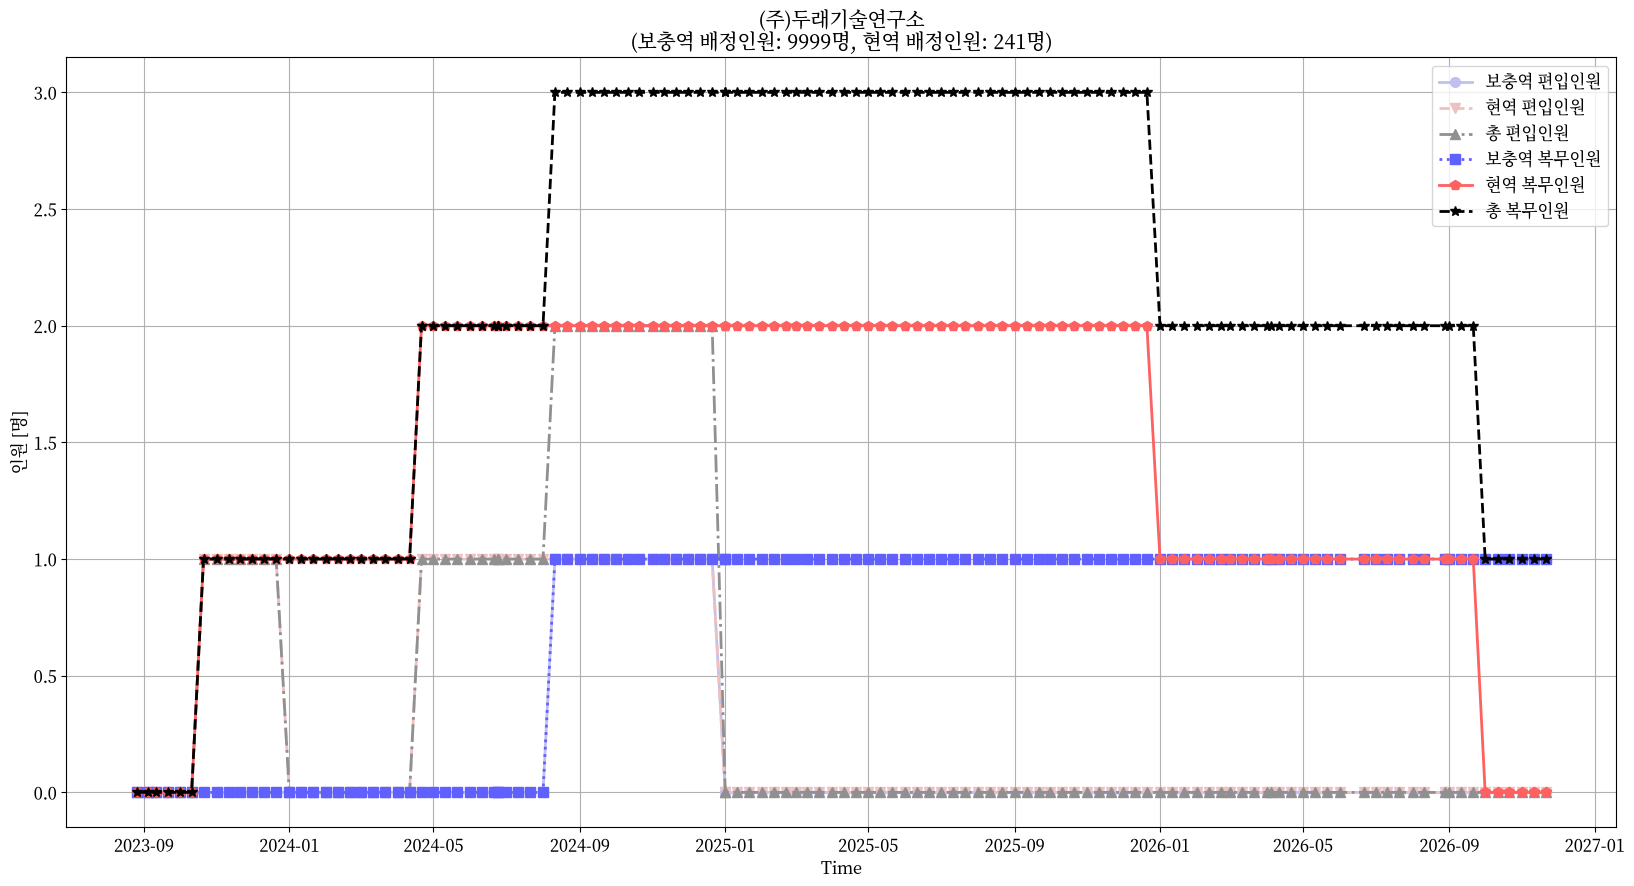 (주)두래기술연구소
(보충역 배정인원: 9999명, 현역 배정인원: 241명)
3.0
2.5
2.0
1.5
1.0
0.5
0.0
인원 [명]
보충역 편입인원
현역 편입인원
총 편입인원
보충역 복무인원
현역 복무인원
총 복무인원
2023-09 2024-01 2024-05 2024-09 2025-01 2025-05 2025-09 2026-01 2026-05 2026-09 2027-01
Time